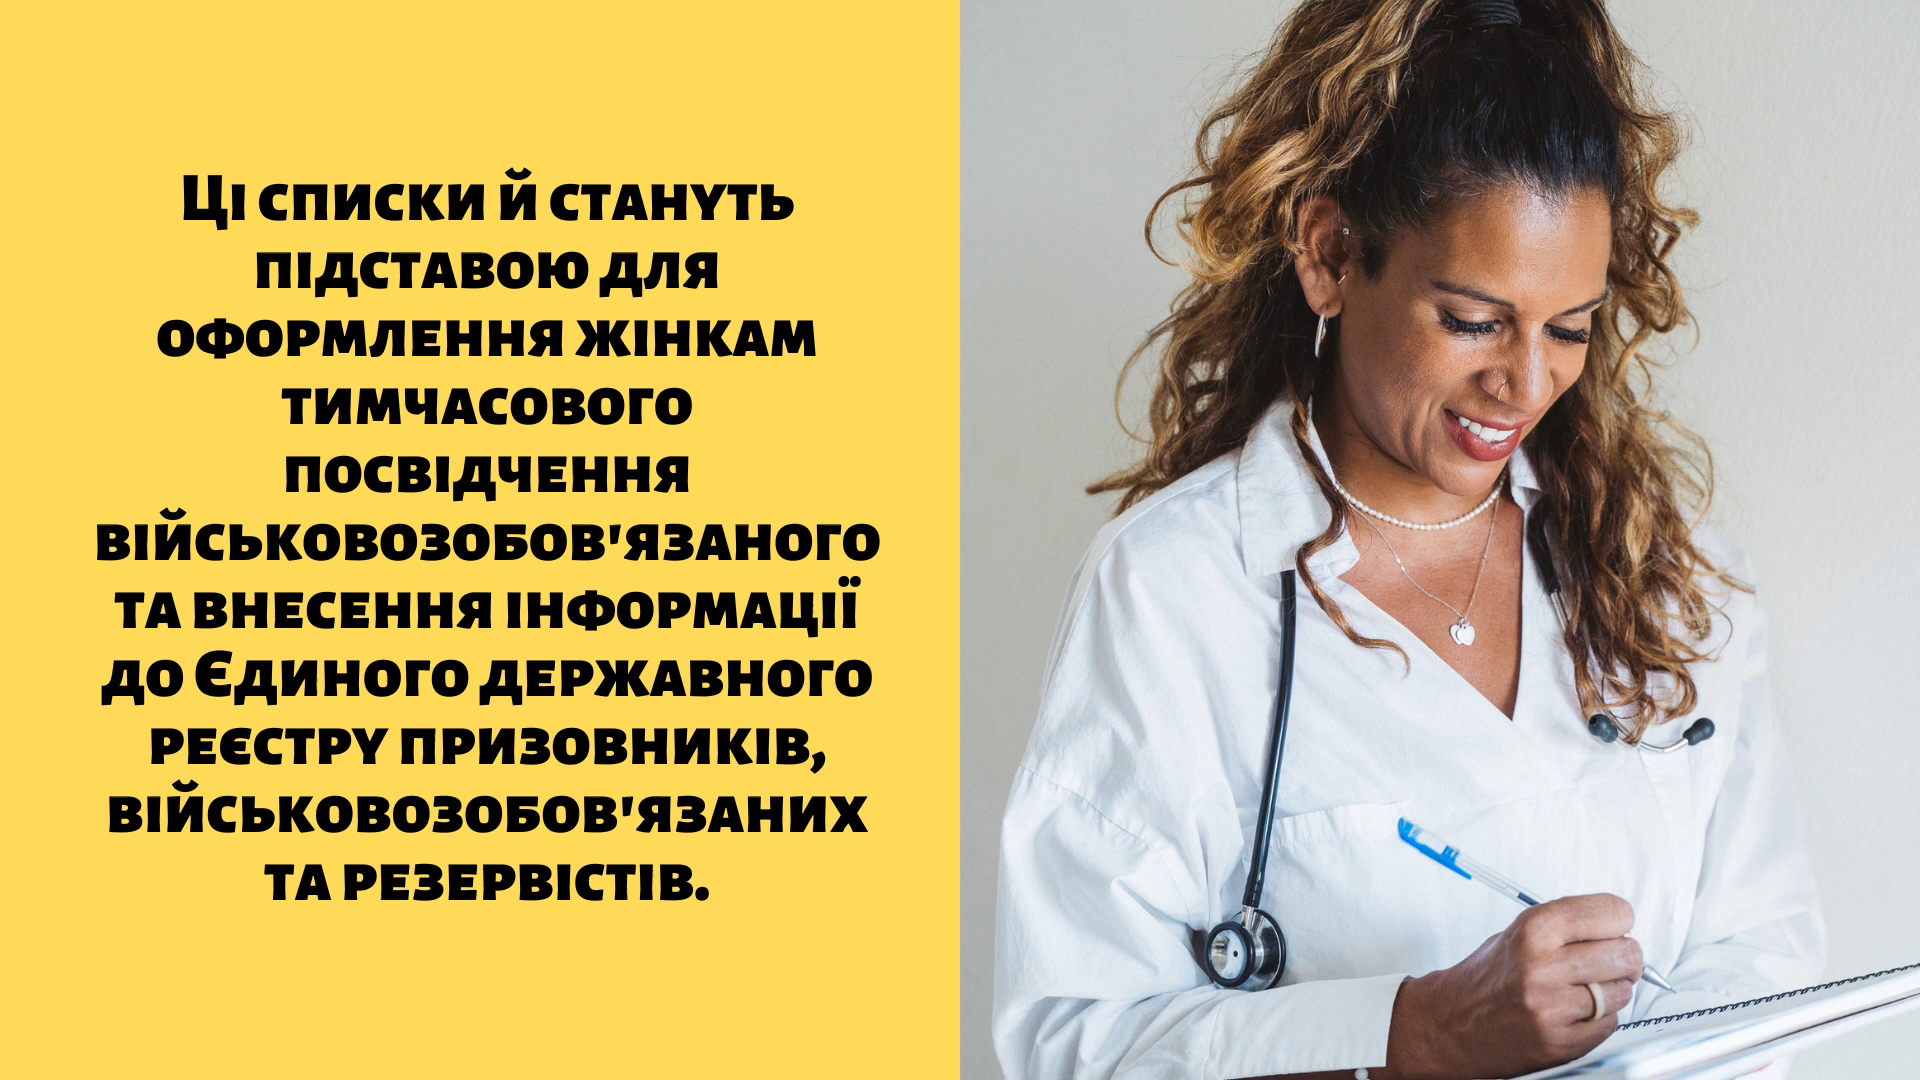 Ці списки й стануть
підставою для
оформлення жінкам
тимчасового
посвідчення
військовозобов'язаного
та внесення інформації
до Єдиного державного
реєстру призовників,
військовозобов'язаних
та резервістів.